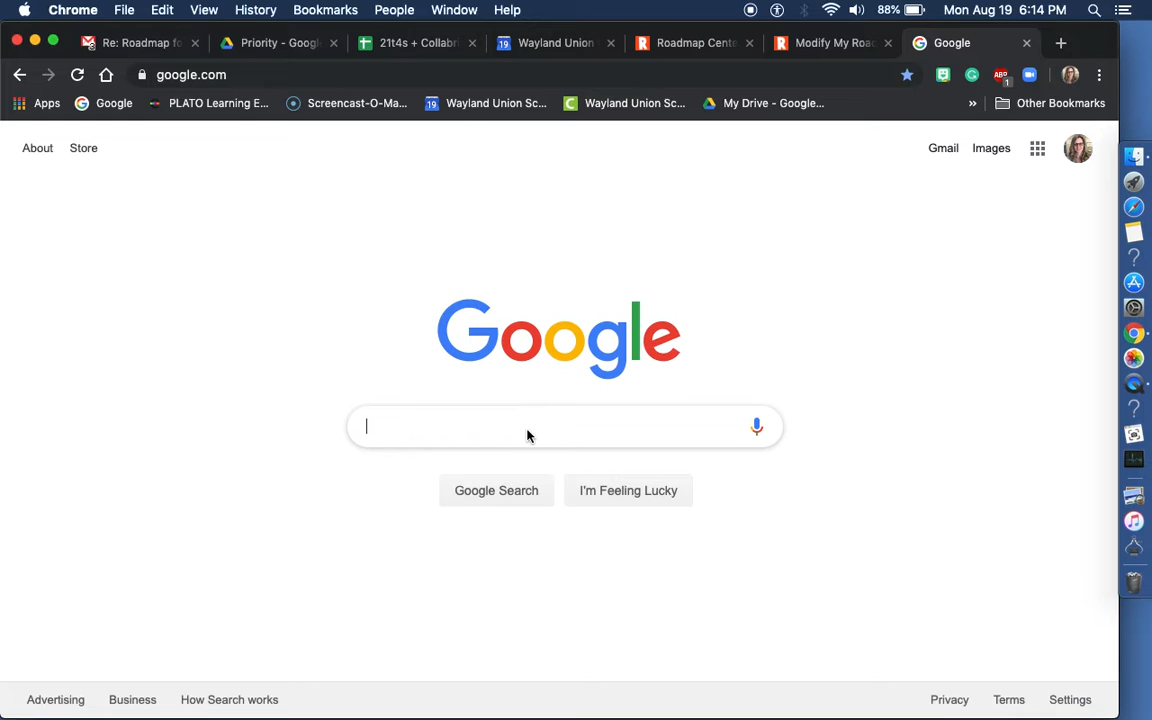 Chrome File Edit View History Bookmarks People Window Help 88% Mon Aug 19 6:14 PM
Re: Roadmap fo Priority - Googl 21t4s + Collabri Wayland Union Roadmap Cente Modify My Roa Google
google.com
Apps Google PLATO Learning E... Screencast-O-Ma... Wayland Union Sc... Wayland Union Sc... My Drive - Google... » Other Bookmarks
About Store Gmail Images
Google
Google Search I'm Feeling Lucky
Advertising Business How Search works Privacy Terms Settings